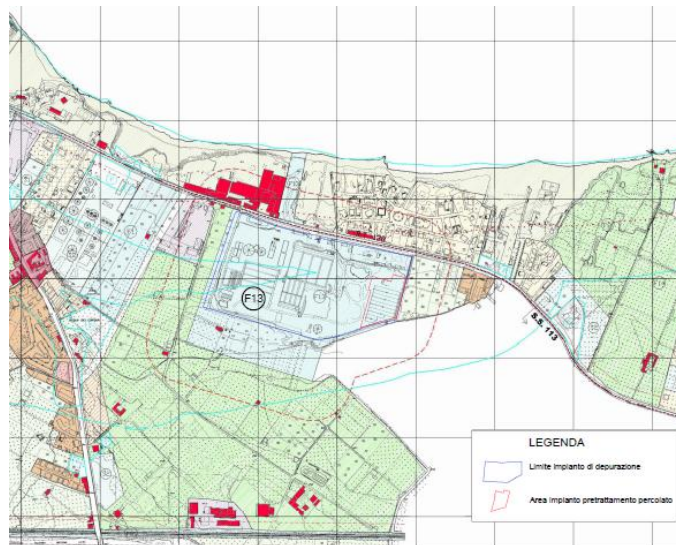 F13
S.S. 113
LEGENDA
Limite impianto di depurazione
Area impianto pretrattamento percolato